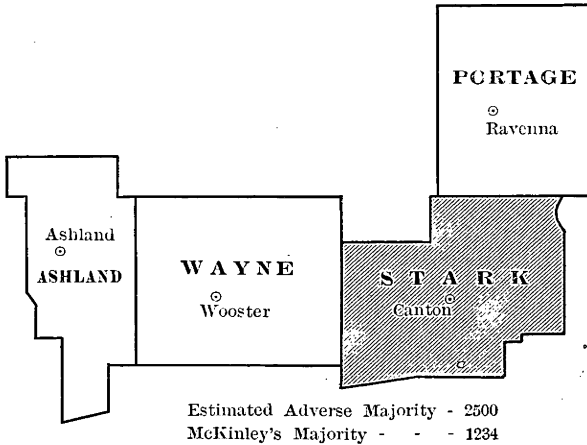 PORTAGE
Ravenna
Ashland
ASHLAND
WAYNE
Wooster
STARK
Canton
Estimated Adverse Majority - 2500
McKinley's Majority - - - 1234